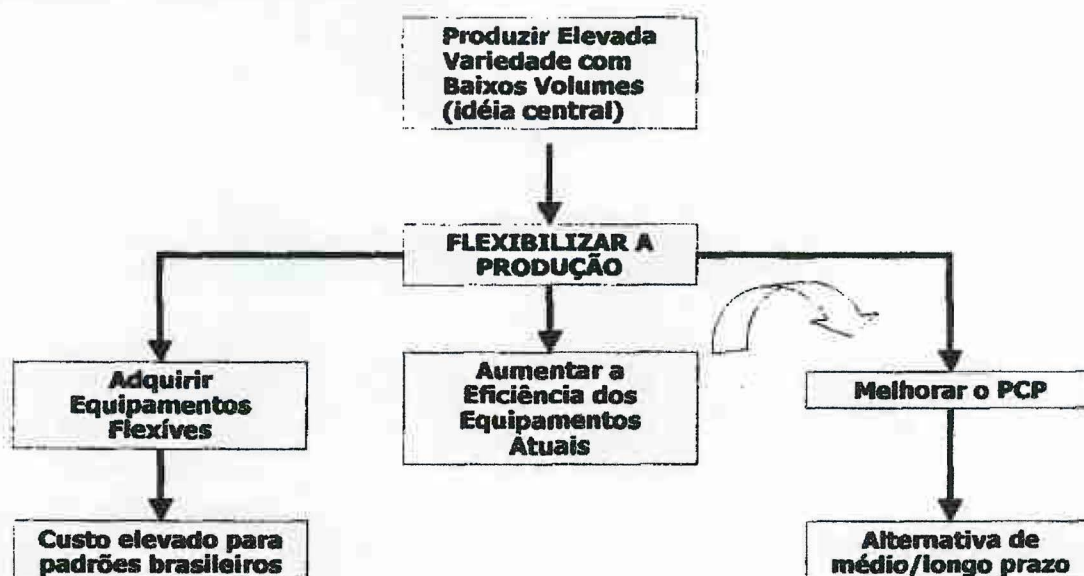 Produzir Elevada
Variedade com
Baixos Volumes
(idéia central)
FLEXIBILIZAR A
PRODUÇÃO
Adquirir
Equipamentos
Flexíves
Aumentar a
Eficiência dos
Equipamentos
Atuais
Melhorar o PCP
Custo elevado para
padrões brasileiros
Alternativa de
médio/longo prazo